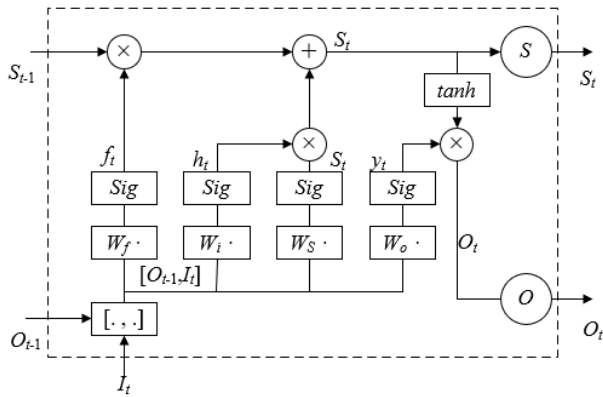 × + S_t S
S_{t-1} S_t
tanh
f_t h_t × S_t y_t ×
Sig Sig Sig Sig
W_f · W_i · W_S · W_o · O_t
[O_{t-1},I_t]
[. , .] O
O_{t-1} O_t
I_t